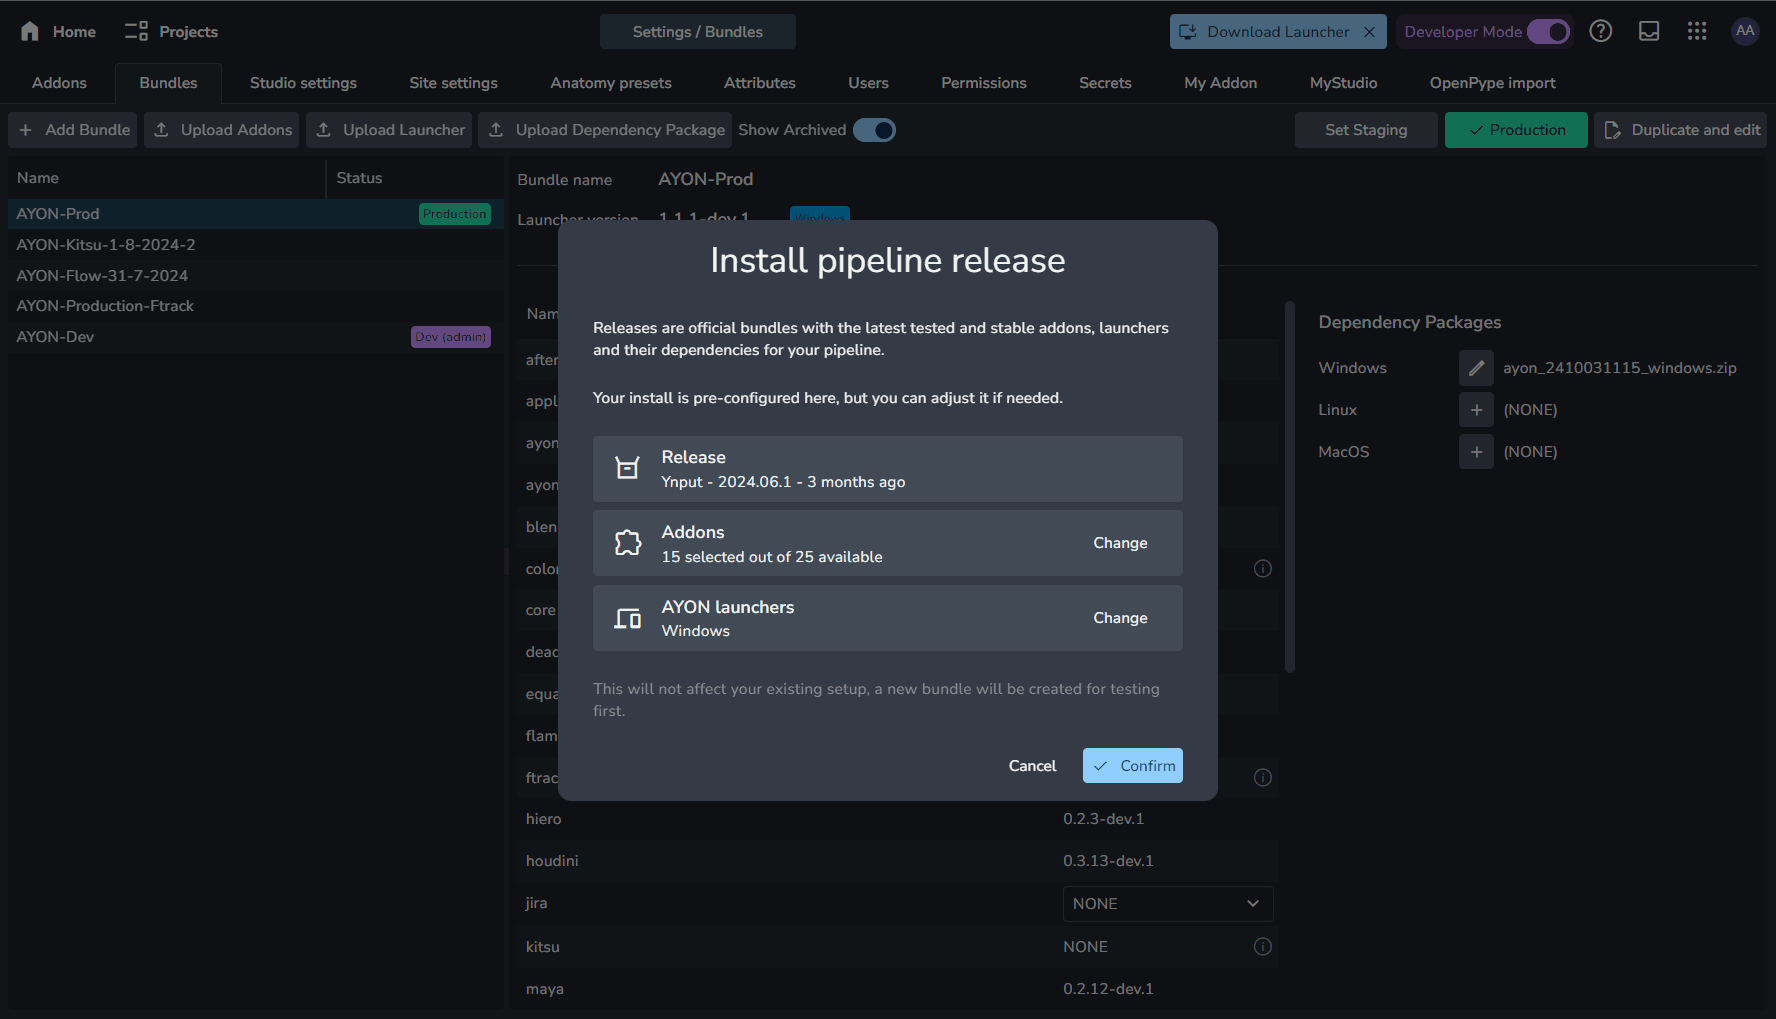 Home
Projects
Settings / Bundles
Download Launcher
Developer Mode
AA
Addons
Bundles
Studio settings
Site settings
Anatomy presets
Attributes
Users
Permissions
Secrets
My Addon
MyStudio
OpenPype import
Add Bundle
Upload Addons
Upload Launcher
Upload Dependency Package
Show Archived
Set Staging
Production
Duplicate and edit
Name
Status
AYON-Prod
Production
AYON-Kitsu-1-8-2024-2
AYON-Flow-31-7-2024
AYON-Production-Ftrack
AYON-Dev
Dev (admin)
Bundle name
AYON-Prod
Launcher version
1.1.1-dev.1
Windows
Install pipeline release
Releases are official bundles with the latest tested and stable addons, launchers
and their dependencies for your pipeline.
Your install is pre-configured here, but you can adjust it if needed.
Release
Ynput - 2024.06.1 - 3 months ago
Addons
15 selected out of 25 available
Change
AYON launchers
Windows
Change
This will not affect your existing setup, a new bundle will be created for testing
first.
Cancel
Confirm
Nam
after
appl
ayon
ayon
blen
color
core
dead
equa
flam
ftrac
hiero
0.2.3-dev.1
houdini
0.3.13-dev.1
jira
NONE
kitsu
NONE
maya
0.2.12-dev.1
Dependency Packages
Windows
ayon_2410031115_windows.zip
Linux
(NONE)
MacOS
(NONE)